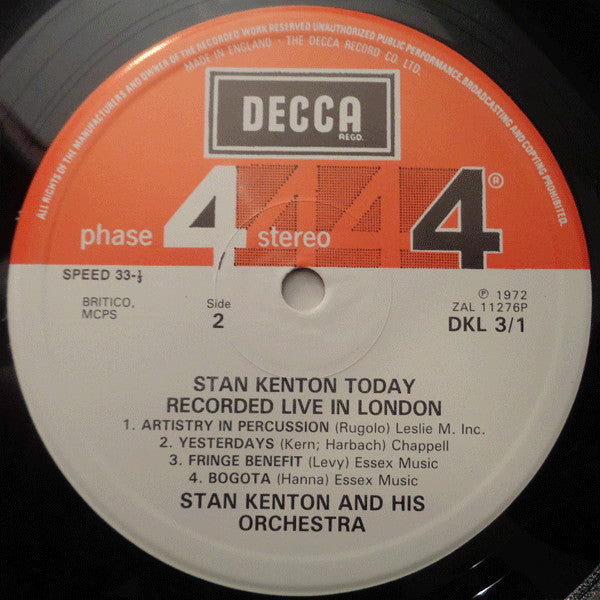 ALL RIGHTS OF THE MANUFACTURERS AND OWNER OF THE RECORDED WORK RESERVED UNAUTHORIZED PUBLIC PERFORMANCE, BROADCASTING AND COPYING PROHIBITED.
MADE IN ENGLAND • THE DECCA RECORD CO. LTD.
DECCA
REGD.
phase 4 stereo 4 4 4 ®
SPEED 33-⅓
BRITICO,
MCPS
Side
2
℗ 1972
ZAL 11276P
DKL 3/1
STAN KENTON TODAY
RECORDED LIVE IN LONDON
1. ARTISTRY IN PERCUSSION (Rugolo) Leslie M. Inc.
2. YESTERDAYS (Kern; Harbach) Chappell
3. FRINGE BENEFIT (Levy) Essex Music
4. BOGOTA (Hanna) Essex Music
STAN KENTON AND HIS
ORCHESTRA